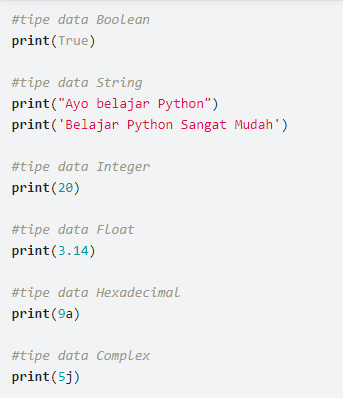 #tipe data Boolean
print(True)
#tipe data String
print("Ayo belajar Python")
print('Belajar Python Sangat Mudah')
#tipe data Integer
print(20)
#tipe data Float
print(3.14)
#tipe data Hexadecimal
print(9a)
#tipe data Complex
print(5j)